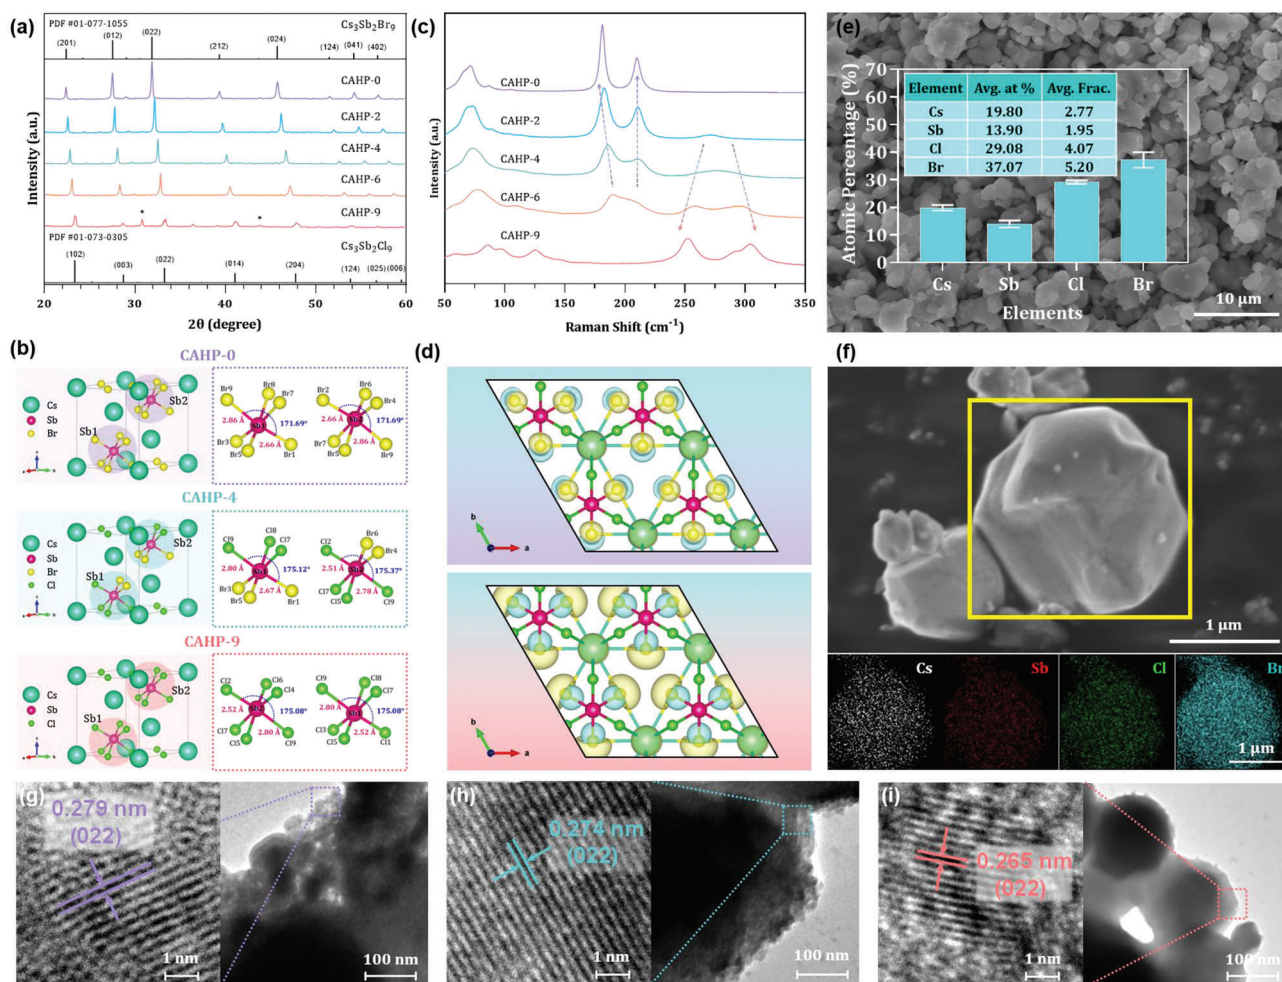 (a)
PDF #01-077-1055
Cs3Sb2Br9
(201)
(012)
(022)
(212)
(024)
(124)
(041)
(402)
CAHP-0
CAHP-2
CAHP-4
CAHP-6
CAHP-9
*
*
PDF #01-073-0305
Cs3Sb2Cl9
(102)
(003)
(022)
(014)
(204)
(124)
(025)
(006)
20
30
40
50
60
2θ (degree)
Intensity (a.u.)
(c)
CAHP-0
CAHP-2
CAHP-4
CAHP-6
CAHP-9
50
100
150
200
250
300
350
Raman Shift (cm-1)
Intensity (a.u.)
(e)
Atomic Percentage (%)
70
60
50
40
30
20
10
0
Element Avg. at % Avg. Frac.
Cs 19.80 2.77
Sb 13.90 1.95
Cl 29.08 4.07
Br 37.07 5.20
Cs
Sb
Cl
Br
Elements
10 μm
(b)
CAHP-0
Cs
Sb
Br
Sb2
Sb1
Br9
Br8
Br7
2.86 Å
Sb1
171.69°
Br3
Br5
2.66 Å
Br1
Br2
Br6
Br4
2.66 Å
Sb2
171.69°
Br7
Br5
2.86 Å
Br9
CAHP-4
Cs
Sb
Br
Cl
Sb2
Sb1
Cl9
Cl8
Cl7
2.80 Å
Sb1
175.12°
Br3
Br5
2.67 Å
Br1
Cl2
Br6
Br4
2.51 Å
Sb2
175.37°
Cl7
Cl5
2.78 Å
Cl9
CAHP-9
Cs
Sb
Cl
Sb2
Sb1
Cl2
Cl6
Cl4
2.52 Å
Sb2
175.08°
Cl7
Cl5
2.80 Å
Cl9
Cl9
Cl8
Cl7
2.80 Å
Sb1
175.08°
Cl3
Cl5
2.52 Å
Cl1
(d)
b
a
b
a
(f)
1 μm
Cs
Sb
Cl
Br
1 μm
(g)
0.279 nm
(022)
1 nm
100 nm
(h)
0.274 nm
(022)
1 nm
100 nm
(i)
0.265 nm
(022)
1 nm
100 nm